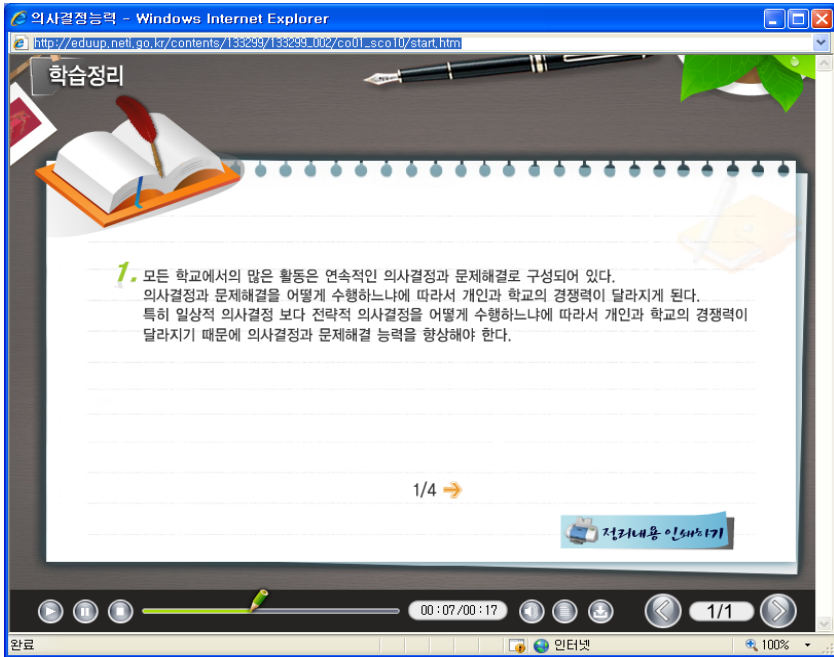 의사결정능력 - Windows Internet Explorer
http://eduup.neti.go.kr/contents/133299/133299_002/co01_sco10/start.htm
학습정리
1. 모든 학교에서의 많은 활동은 연속적인 의사결정과 문제해결로 구성되어 있다.
의사결정과 문제해결을 어떻게 수행하느냐에 따라서 개인과 학교의 경쟁력이 달라지게 된다.
특히 일상적 의사결정 보다 전략적 의사결정을 어떻게 수행하느냐에 따라서 개인과 학교의 경쟁력이
달라지기 때문에 의사결정과 문제해결 능력을 향상해야 한다.
1/4
정리내용 인쇄하기
00:07/00:17
1/1
완료
인터넷
100%